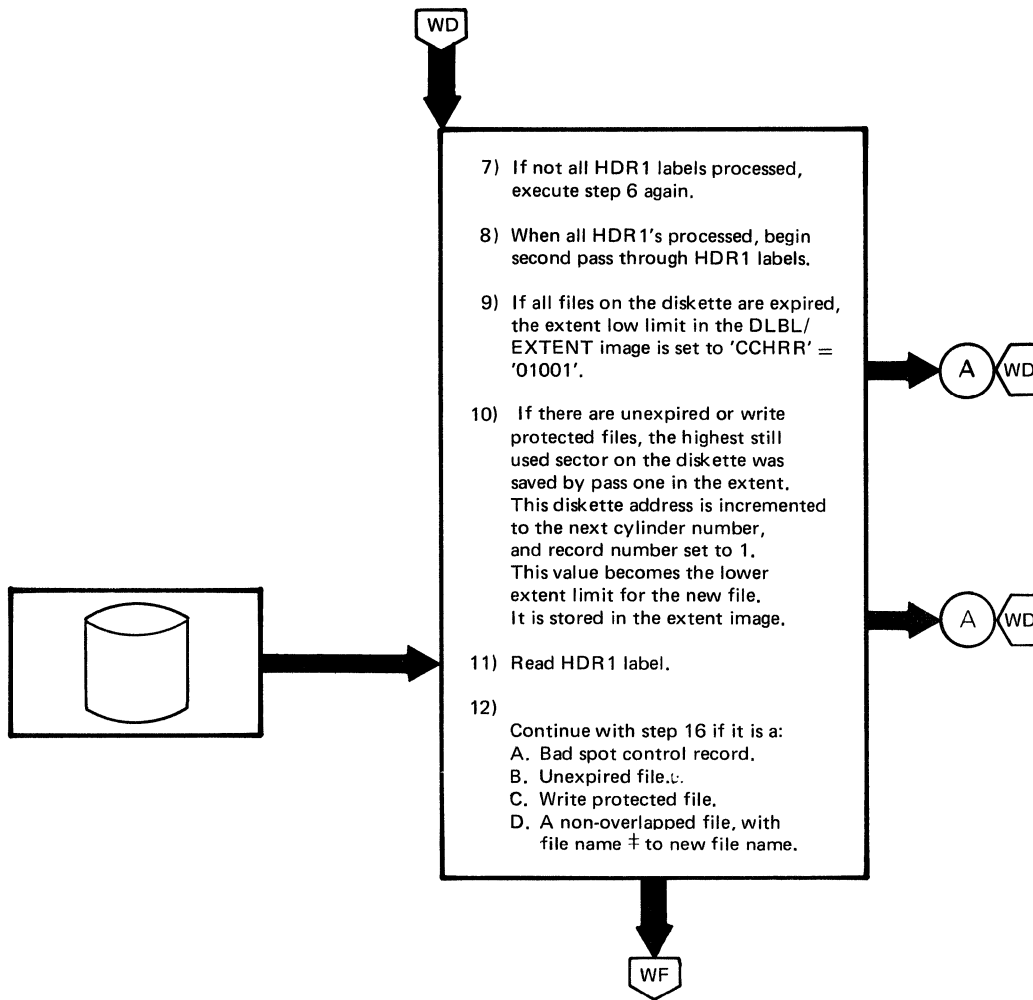 WD
7) If not all HDR1 labels processed,
execute step 6 again.
8) When all HDR1's processed, begin
second pass through HDR1 labels.
9) If all files on the diskette are expired,
the extent low limit in the DLBL/
EXTENT image is set to 'CCHRR' =
'01001'.
A WD
10) If there are unexpired or write
protected files, the highest still
used sector on the diskette was
saved by pass one in the extent.
This diskette address is incremented
to the next cylinder number,
and record number set to 1.
This value becomes the lower
extent limit for the new file.
It is stored in the extent image.
A WD
11) Read HDR1 label.
12)
Continue with step 16 if it is a:
A. Bad spot control record.
B. Unexpired file.
C. Write protected file.
D. A non-overlapped file, with
file name ‡ to new file name.
WF